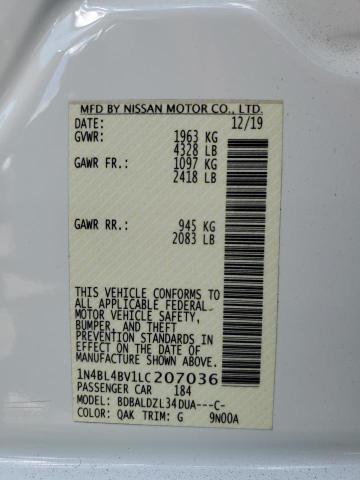 MFD BY NISSAN MOTOR CO., LTD.
DATE: 12/19
GVWR: 1963 KG
4328 LB
GAWR FR.: 1097 KG
2418 LB
GAWR RR.: 945 KG
2083 LB
THIS VEHICLE CONFORMS TO
ALL APPLICABLE FEDERAL
MOTOR VEHICLE SAFETY,
BUMPER, AND THEFT
PREVENTION STANDARDS IN
EFFECT ON THE DATE OF
MANUFACTURE SHOWN ABOVE.
1N4BL4BV1LC207036
PASSENGER CAR 184
MODEL: BDBALDZL34DUA---C-
COLOR: QAK TRIM: G 9N00A